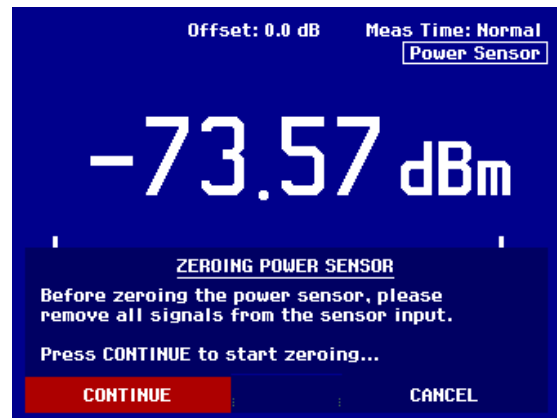 Offset: 0.0 dB Meas Time: Normal
Power Sensor
-73.57 dBm
ZEROING POWER SENSOR
Before zeroing the power sensor, please
remove all signals from the sensor input.
Press CONTINUE to start zeroing...
CONTINUE CANCEL